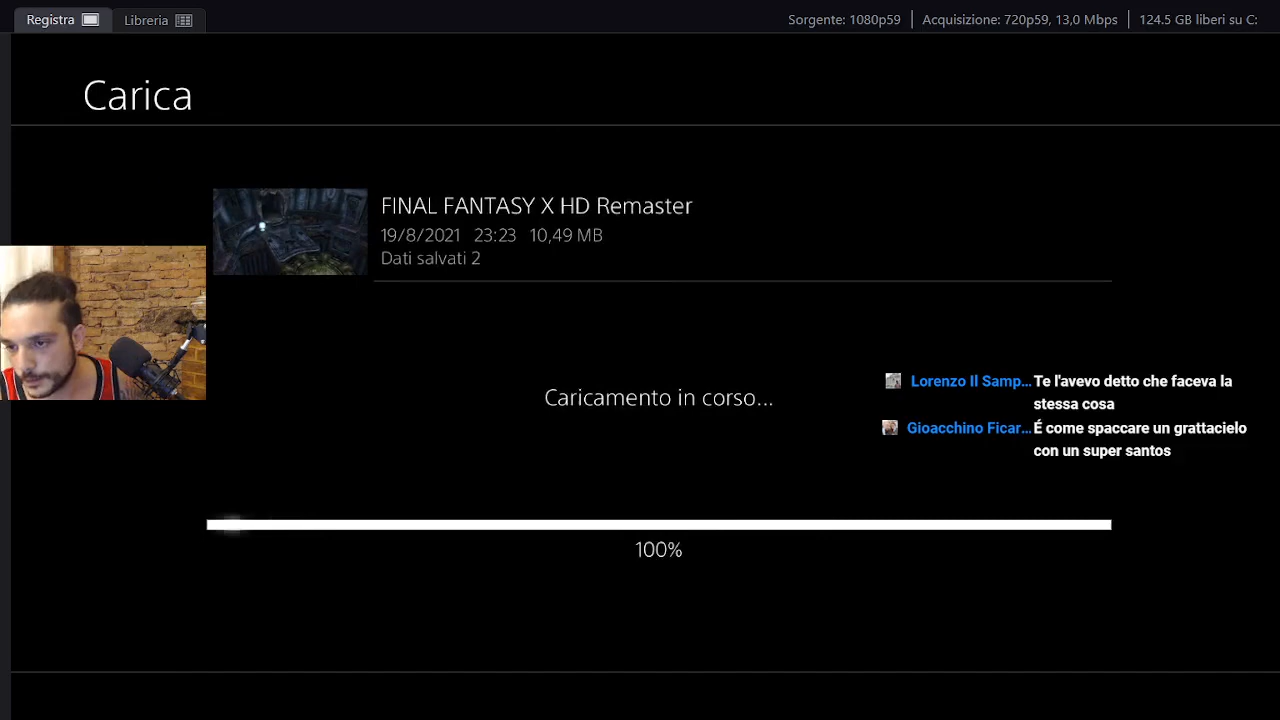 Registra
Libreria
Sorgente: 1080p59
Acquisizione: 720p59, 13,0 Mbps
124.5 GB liberi su C:
Carica
FINAL FANTASY X HD Remaster
19/8/2021 23:23 10,49 MB
Dati salvati 2
Caricamento in corso...
Lorenzo Il Samp... Te l'avevo detto che faceva la
stessa cosa
Gioacchino Ficar... É come spaccare un grattacielo
con un super santos
100%